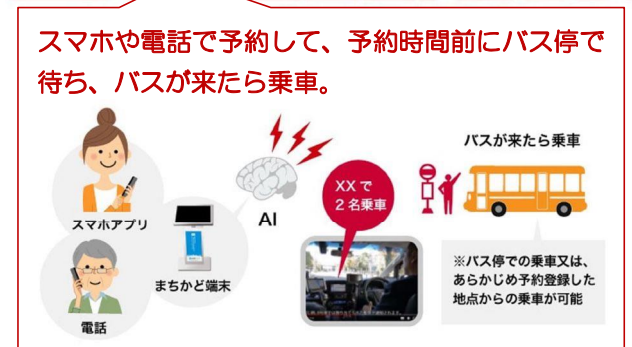 スマホや電話で予約して、予約時間前にバス停で
待ち、バスが来たら乗車。
スマホアプリ
電話
まちかど端末
AI
XXで
2名乗車
バスが来たら乗車
※バス停での乗車又は、
あらかじめ予約登録した
地点からの乗車が可能